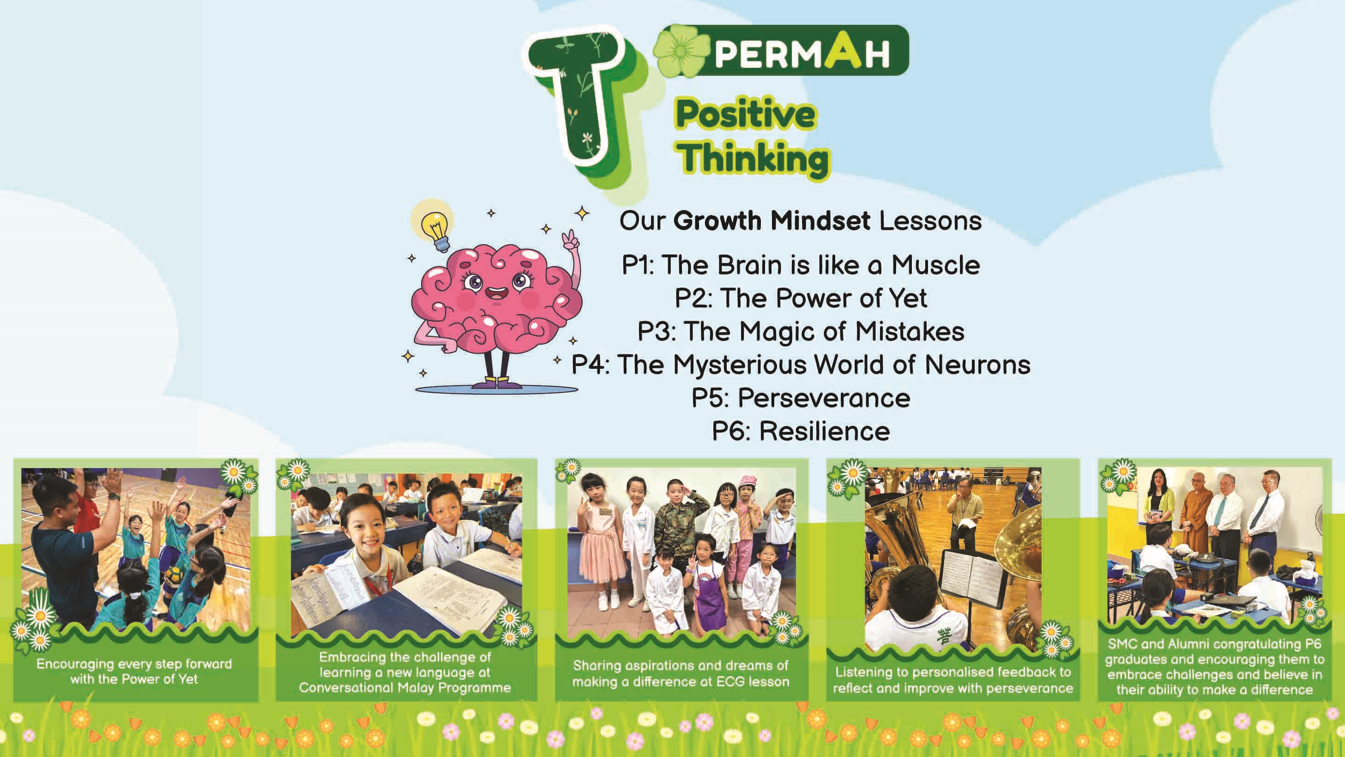 T
PERMAH
Positive
Thinking
Our Growth Mindset Lessons
P1: The Brain is like a Muscle
P2: The Power of Yet
P3: The Magic of Mistakes
P4: The Mysterious World of Neurons
P5: Perseverance
P6: Resilience
Encouraging every step forward
with the Power of Yet
Embracing the challenge of
learning a new language at
Conversational Malay Programme
Sharing aspirations and dreams of
making a difference at ECG lesson
Listening to personalised feedback to
reflect and improve with perseverance
SMC and Alumni congratulating P6
graduates and encouraging them to
embrace challenges and believe in
their ability to make a difference